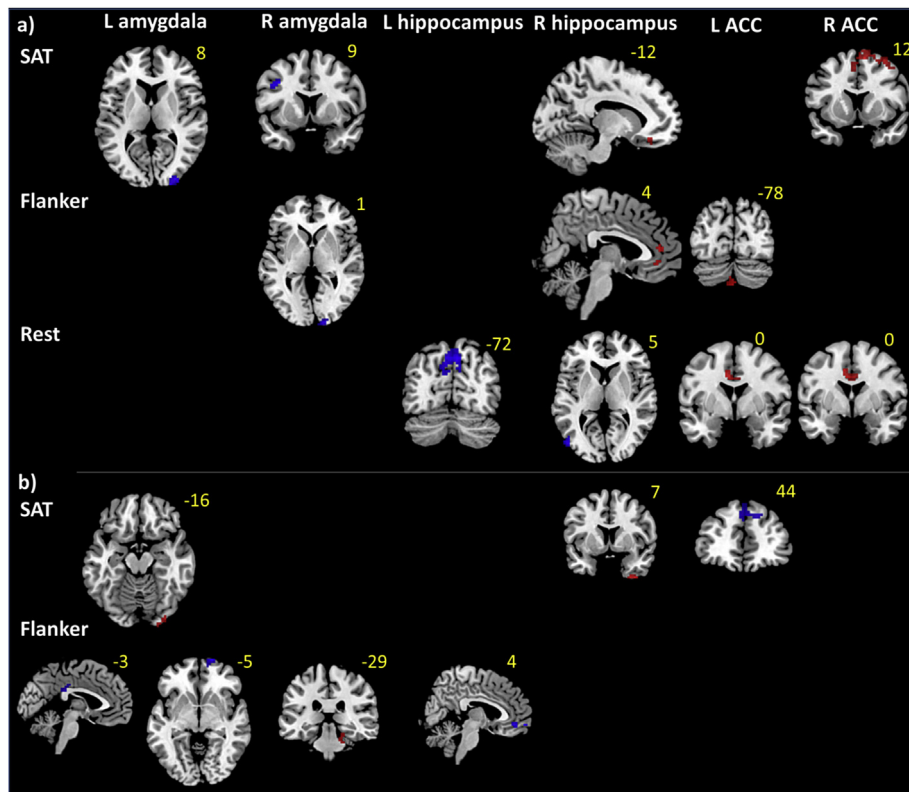 a) L amygdala R amygdala L hippocampus R hippocampus L ACC R ACC
SAT 8 9 -12 12
Flanker 1 4 -78
Rest -72 5 0 0
b)
SAT -16 7 44
Flanker
-3 -5 -29 4